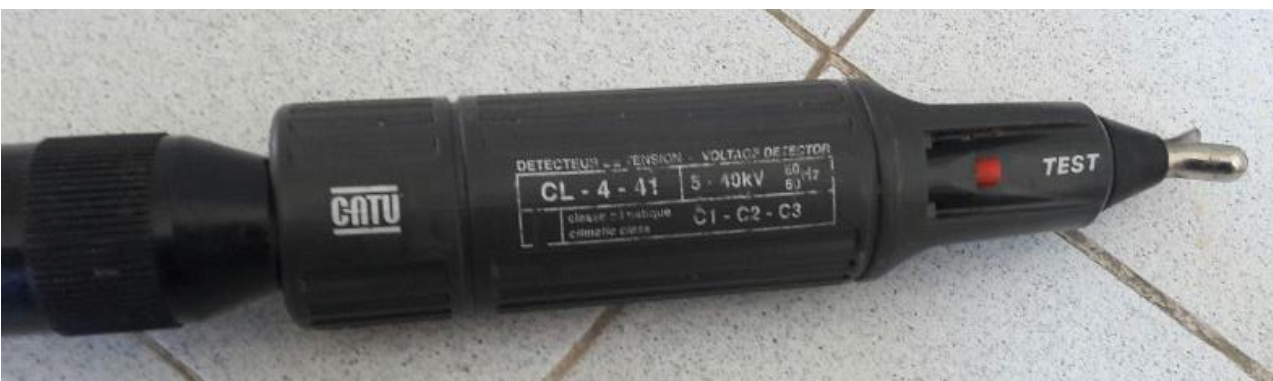 CATU
DETECTEUR DE TENSION - VOLTAGE DETECTOR
CL - 4 - 41
5 - 40kV 50 60 Hz
classe climatique
climatic class
C1 - C2 - C3
TEST